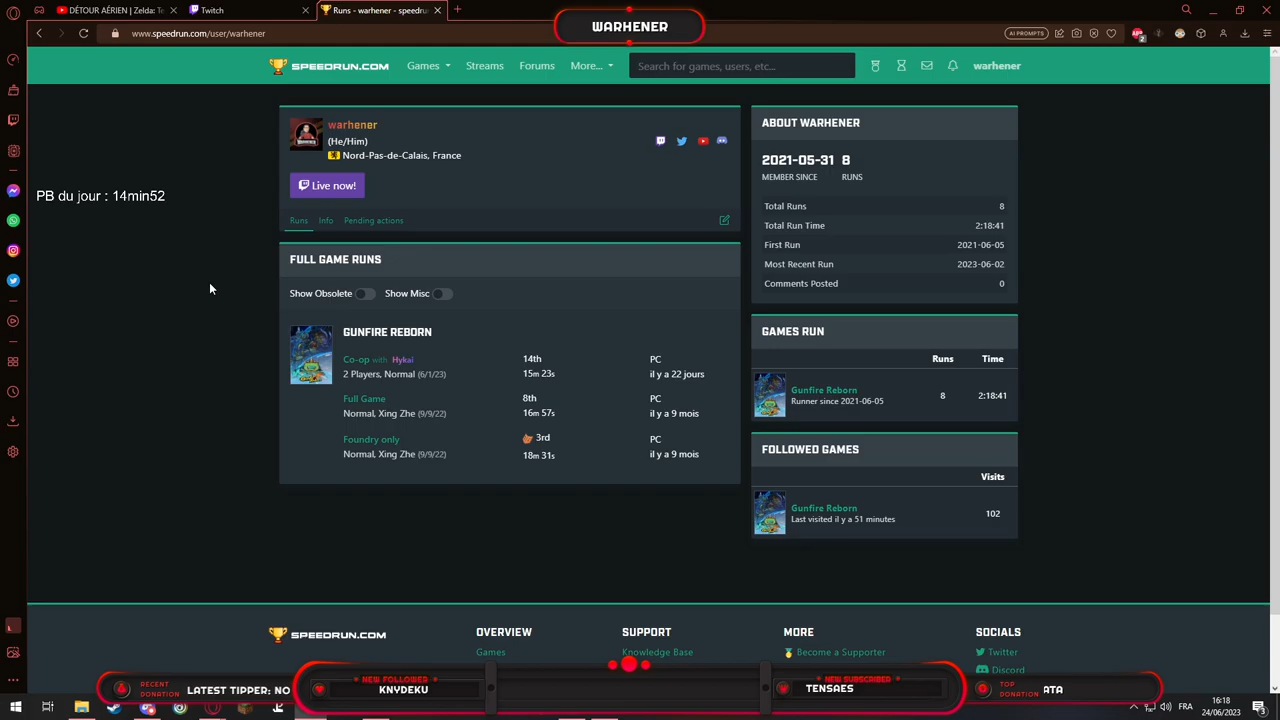 DÉTOUR AÉRIEN | Zelda: Te
Twitch
Runs - warhener - speedru
WARHENER
www.speedrun.com/user/warhener
AI PROMPTS
SPEEDRUN.COM
Games
Streams
Forums
More...
Search for games, users, etc...
warhener
PB du jour : 14min52
warhener
(He/Him)
Nord-Pas-de-Calais, France
Live now!
Runs
Info
Pending actions
FULL GAME RUNS
Show Obsolete
Show Misc
GUNFIRE REBORN
Co-op with Hykai
14th
PC
2 Players, Normal (6/1/23)
15m 23s
il y a 22 jours
Full Game
8th
PC
Normal, Xing Zhe (9/9/22)
16m 57s
il y a 9 mois
Foundry only
3rd
PC
Normal, Xing Zhe (9/9/22)
18m 31s
il y a 9 mois
ABOUT WARHENER
2021-05-31
8
MEMBER SINCE
RUNS
Total Runs
8
Total Run Time
2:18:41
First Run
2021-06-05
Most Recent Run
2023-06-02
Comments Posted
0
GAMES RUN
Runs
Time
Gunfire Reborn
Runner since 2021-06-05
8
2:18:41
FOLLOWED GAMES
Visits
Gunfire Reborn
Last visited il y a 51 minutes
102
SPEEDRUN.COM
OVERVIEW
SUPPORT
MORE
SOCIALS
Games
Knowledge Base
Become a Supporter
Twitter
Discord
RECENT
DONATION
LATEST TIPPER: NO
NEW FOLLOWER
KNYDEKU
NEW SUBSCRIBER
TENSAES
TOP
DONATION
ATA
FRA
16:18
24/06/2023